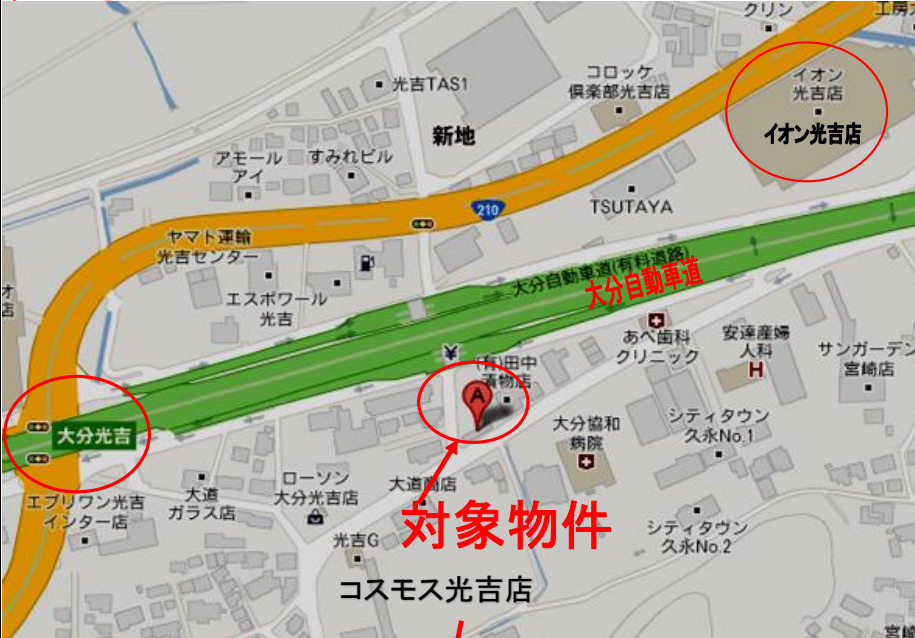 クリン
工房
光吉TAS1
コロッケ
倶楽部光吉店
イオン
光吉店
イオン光吉店
新地
アモール
アイ
すみれビル
210
TSUTAYA
ヤマト運輸
光吉センター
大分自動車道(有料道路)
大分自動車道
エスポワール
光吉
オ
店
あべ歯科
クリニック
安達産婦
人科
H
サンガーデン
宮崎店
¥
(有)田中
漬物店
A
大分光吉
大分協和
病院
シティタウン
久永No.1
エブリワン光吉
インター店
大道
ガラス店
ローソン
大分光吉店
大道商店
対象物件
光吉G
シティタウン
久永No.2
コスモス光吉店
宮崎